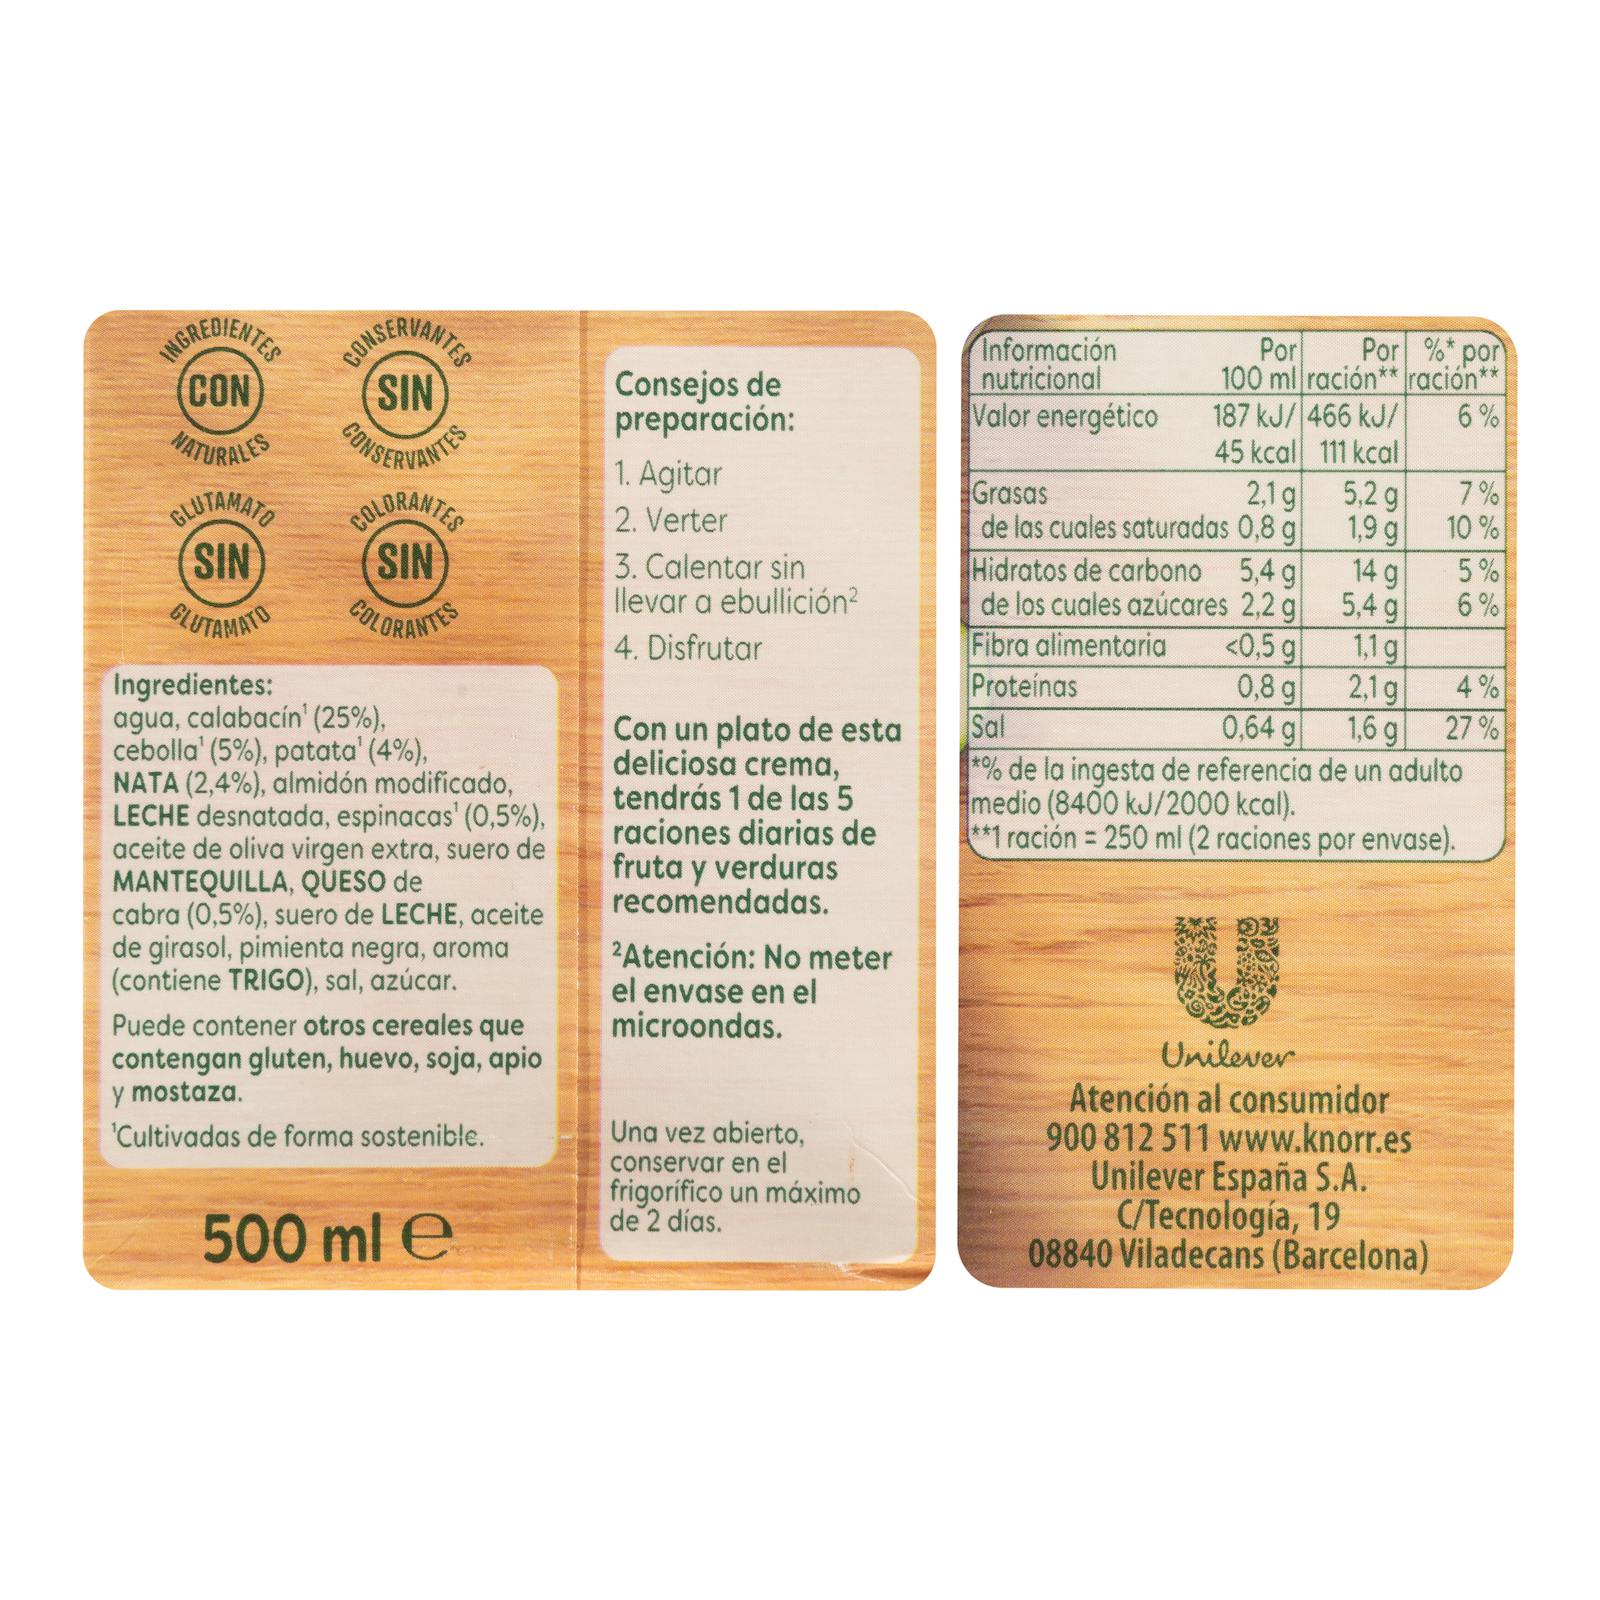 INGREDIENTES
CON
NATURALES
CONSERVANTES
SIN
CONSERVANTES
GLUTAMATO
SIN
GLUTAMATO
COLORANTES
SIN
COLORANTES
Ingredientes:
agua, calabacín¹ (25%),
cebolla¹ (5%), patata¹ (4%),
NATA (2,4%), almidón modificado,
LECHE desnatada, espinacas¹ (0,5%),
aceite de oliva virgen extra, suero de
MANTEQUILLA, QUESO de
cabra (0,5%), suero de LECHE, aceite
de girasol, pimienta negra, aroma
(contiene TRIGO), sal, azúcar.
Puede contener otros cereales que
contengan gluten, huevo, soja, apio
y mostaza.
¹Cultivadas de forma sostenible.
500 ml ℮
Consejos de
preparación:
1. Agitar
2. Verter
3. Calentar sin
llevar a ebullición²
4. Disfrutar
Con un plato de esta
deliciosa crema,
tendrás 1 de las 5
raciones diarias de
fruta y verduras
recomendadas.
²Atención: No meter
el envase en el
microondas.
Una vez abierto,
conservar en el
frigorífico un máximo
de 2 días.
Información Por Por %* por
nutricional 100 ml ración** ración**
Valor energético 187 kJ/ 466 kJ/ 6 %
45 kcal 111 kcal
Grasas 2,1 g 5,2 g 7 %
de las cuales saturadas 0,8 g 1,9 g 10 %
Hidratos de carbono 5,4 g 14 g 5 %
de los cuales azúcares 2,2 g 5,4 g 6 %
Fibra alimentaria <0,5 g 1,1 g
Proteínas 0,8 g 2,1 g 4 %
Sal 0,64 g 1,6 g 27 %
*% de la ingesta de referencia de un adulto
medio (8400 kJ/2000 kcal).
**1 ración = 250 ml (2 raciones por envase).
Unilever
Atención al consumidor
900 812 511 www.knorr.es
Unilever España S.A.
C/Tecnología, 19
08840 Viladecans (Barcelona)